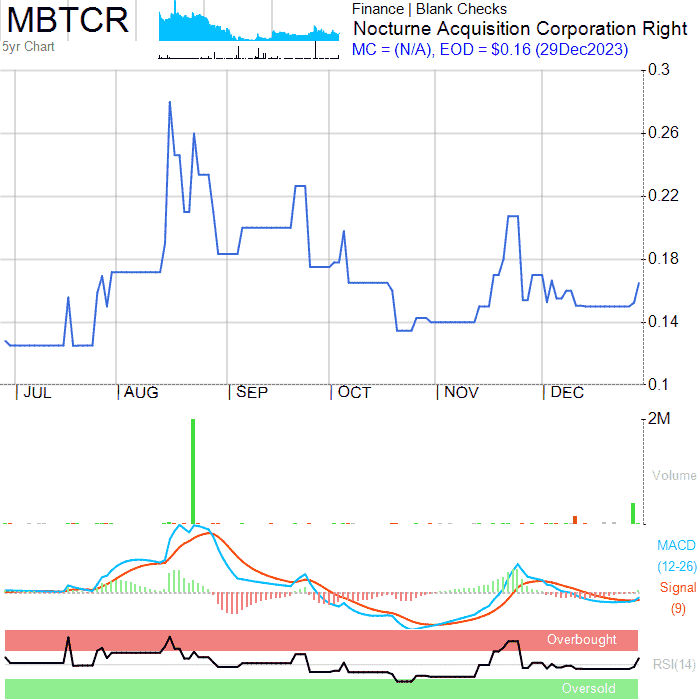 MBTCR
5yr Chart
Finance | Blank Checks
Nocturne Acquisition Corporation Right
MC = (N/A), EOD = $0.16 (29Dec2023)
0.3
0.26
0.22
0.18
0.14
0.1
JUL AUG SEP OCT NOV DEC
2M
Volume
MACD
(12-26)
Signal
(9)
Overbought
RSI(14)
Oversold